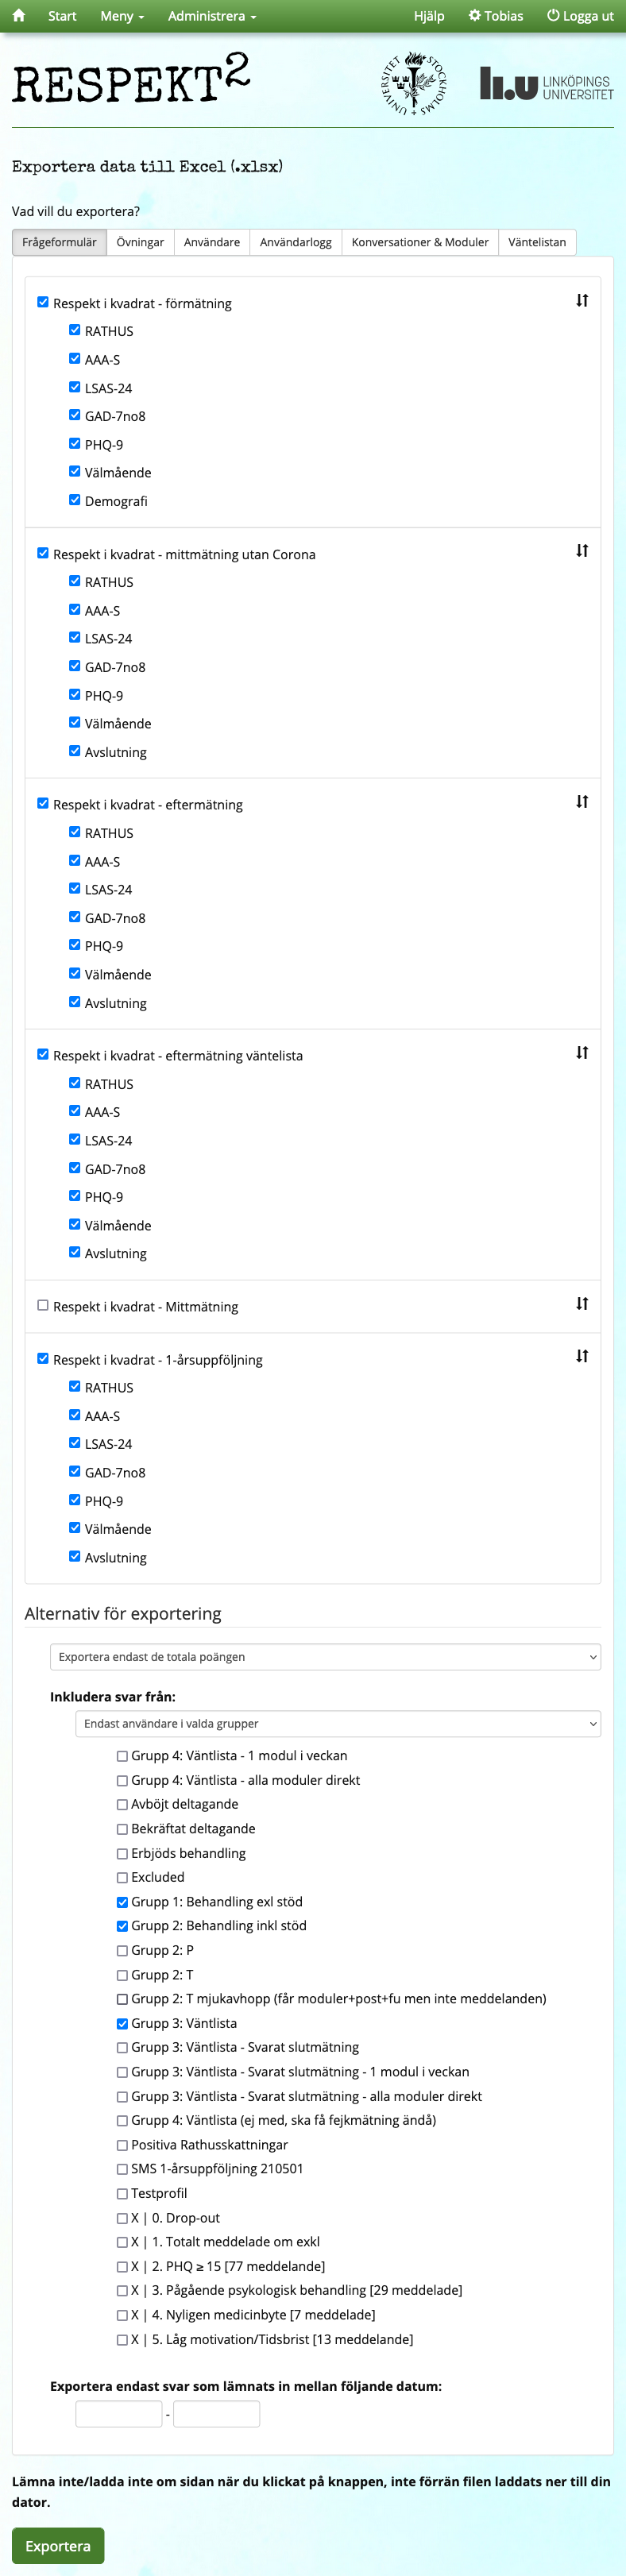 Start Meny Administrera Hjälp Tobias Logga ut
RESPEKT2
STOCKHOLMS UNIVERSITET
LINKÖPINGS
UNIVERSITET
Exportera data till Excel (.xlsx)
Vad vill du exportera?
Frågeformulär Övningar Användare Användarlogg Konversationer & Moduler Väntelistan
Respekt i kvadrat - förmätning
RATHUS
AAA-S
LSAS-24
GAD-7no8
PHQ-9
Välmående
Demografi
Respekt i kvadrat - mittmätning utan Corona
RATHUS
AAA-S
LSAS-24
GAD-7no8
PHQ-9
Välmående
Avslutning
Respekt i kvadrat - eftermätning
RATHUS
AAA-S
LSAS-24
GAD-7no8
PHQ-9
Välmående
Avslutning
Respekt i kvadrat - eftermätning väntelista
RATHUS
AAA-S
LSAS-24
GAD-7no8
PHQ-9
Välmående
Avslutning
Respekt i kvadrat - Mittmätning
Respekt i kvadrat - 1-årsuppföljning
RATHUS
AAA-S
LSAS-24
GAD-7no8
PHQ-9
Välmående
Avslutning
Alternativ för exportering
Exportera endast de totala poängen
Inkludera svar från:
Endast användare i valda grupper
Grupp 4: Väntlista - 1 modul i veckan
Grupp 4: Väntlista - alla moduler direkt
Avböjt deltagande
Bekräftat deltagande
Erbjöds behandling
Excluded
Grupp 1: Behandling exl stöd
Grupp 2: Behandling inkl stöd
Grupp 2: P
Grupp 2: T
Grupp 2: T mjukavhopp (får moduler+post+fu men inte meddelanden)
Grupp 3: Väntlista
Grupp 3: Väntlista - Svarat slutmätning
Grupp 3: Väntlista - Svarat slutmätning - 1 modul i veckan
Grupp 3: Väntlista - Svarat slutmätning - alla moduler direkt
Grupp 4: Väntlista (ej med, ska få fejkmätning ändå)
Positiva Rathusskattningar
SMS 1-årsuppföljning 210501
Testprofil
X | 0. Drop-out
X | 1. Totalt meddelade om exkl
X | 2. PHQ ≥ 15 [77 meddelande]
X | 3. Pågående psykologisk behandling [29 meddelade]
X | 4. Nyligen medicinbyte [7 meddelade]
X | 5. Låg motivation/Tidsbrist [13 meddelande]
Exportera endast svar som lämnats in mellan följande datum:
-
Lämna inte/ladda inte om sidan när du klickat på knappen, inte förrän filen laddats ner till din
dator.
Exportera